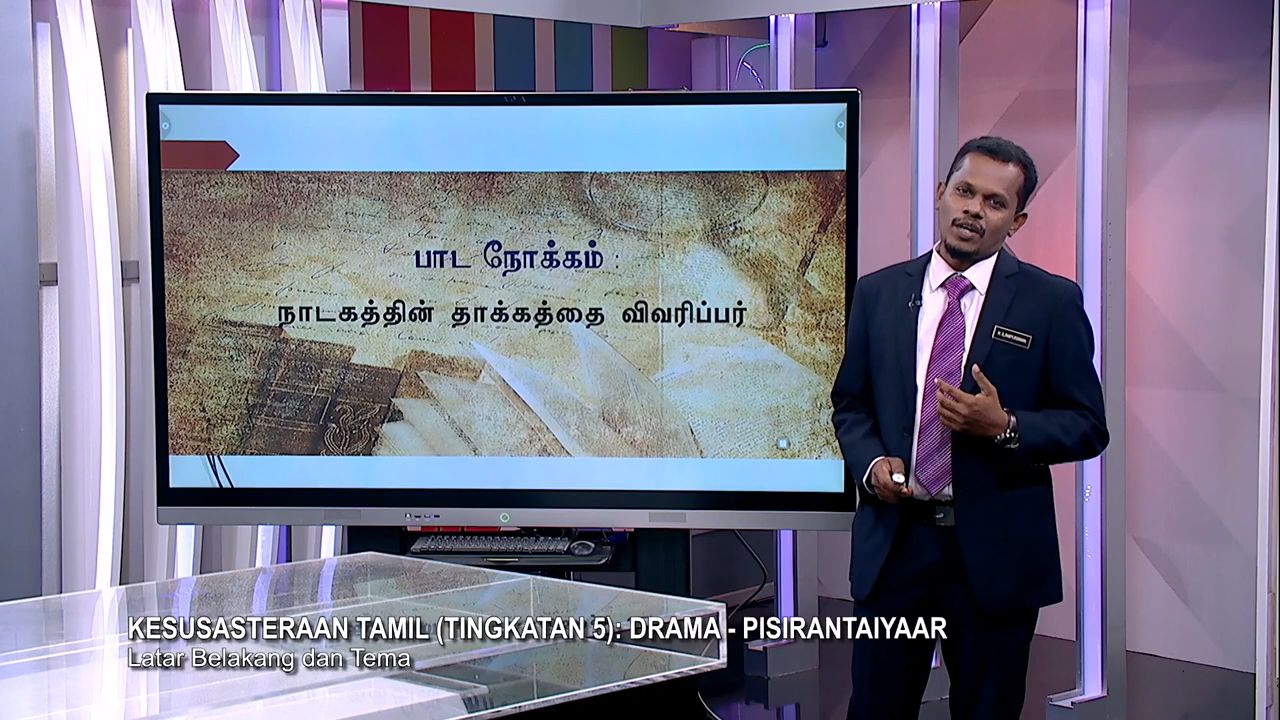 பாட நோக்கம் :
நாடகத்தின் தாக்கத்தை விவரிப்பர்
KESUSASTERAAN TAMIL (TINGKATAN 5): DRAMA - PISIRANTAIYAAR
Latar Belakang dan Tema